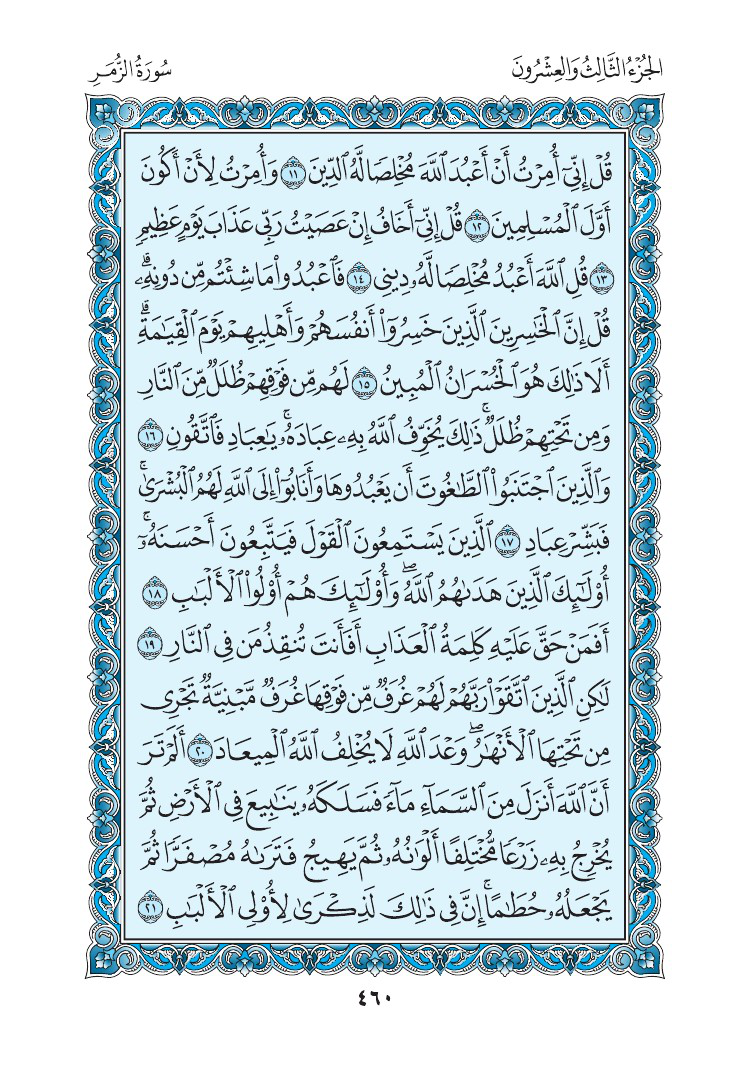 الجُزْءُ الثَّالِثُ وَالعِشْرُونَ
سُورَةُ الزُّمَرِ
قُلْ إِنِّيٓ أُمِرْتُ أَنْ أَعْبُدَ ٱللَّهَ مُخْلِصًا لَّهُ ٱلدِّينَ ١١ وَأُمِرْتُ لِأَنْ أَكُونَ
أَوَّلَ ٱلْمُسْلِمِينَ ١٢ قُلْ إِنِّيٓ أَخَافُ إِنْ عَصَيْتُ رَبِّي عَذَابَ يَوْمٍ عَظِيمٍ
١٣ قُلِ ٱللَّهَ أَعْبُدُ مُخْلِصًا لَّهُۥ دِينِي ١٤ فَٱعْبُدُوا۟ مَا شِئْتُم مِّن دُونِهِۦۗ
قُلْ إِنَّ ٱلْخَٰسِرِينَ ٱلَّذِينَ خَسِرُوٓا۟ أَنفُسَهُمْ وَأَهْلِيهِمْ يَوْمَ ٱلْقِيَٰمَةِۗ
أَلَا ذَٰلِكَ هُوَ ٱلْخُسْرَانُ ٱلْمُبِينُ ١٥ لَهُم مِّن فَوْقِهِمْ ظُلَلٌ مِّنَ ٱلنَّارِ
وَمِن تَحْتِهِمْ ظُلَلٌۚ ذَٰلِكَ يُخَوِّفُ ٱللَّهُ بِهِۦ عِبَادَهُۥۚ يَٰعِبَادِ فَٱتَّقُونِ ١٦
وَٱلَّذِينَ ٱجْتَنَبُوا۟ ٱلطَّٰغُوتَ أَن يَعْبُدُوهَا وَأَنَابُوٓا۟ إِلَى ٱللَّهِ لَهُمُ ٱلْبُشْرَىٰۚ
فَبَشِّرْ عِبَادِ ١٧ ٱلَّذِينَ يَسْتَمِعُونَ ٱلْقَوْلَ فَيَتَّبِعُونَ أَحْسَنَهُۥٓۚ
أُو۟لَٰٓئِكَ ٱلَّذِينَ هَدَىٰهُمُ ٱللَّهُۖ وَأُو۟لَٰٓئِكَ هُمْ أُو۟لُوا۟ ٱلْأَلْبَٰبِ ١٨
أَفَمَنْ حَقَّ عَلَيْهِ كَلِمَةُ ٱلْعَذَابِ أَفَأَنتَ تُنقِذُ مَن فِي ٱلنَّارِ ١٩
لَٰكِنِ ٱلَّذِينَ ٱتَّقَوْا۟ رَبَّهُمْ لَهُمْ غُرَفٌ مِّن فَوْقِهَا غُرَفٌ مَّبْنِيَّةٌ تَجْرِي
مِن تَحْتِهَا ٱلْأَنْهَٰرُۖ وَعْدَ ٱللَّهِ لَا يُخْلِفُ ٱللَّهُ ٱلْمِيعَادَ ٢٠ أَلَمْ تَرَ
أَنَّ ٱللَّهَ أَنزَلَ مِنَ ٱلسَّمَآءِ مَآءً فَسَلَكَهُۥ يَنَٰبِيعَ فِي ٱلْأَرْضِ ثُمَّ
يُخْرِجُ بِهِۦ زَرْعًا مُّخْتَلِفًا أَلْوَٰنُهُۥ ثُمَّ يَهِيجُ فَتَرَىٰهُ مُصْفَرًّا ثُمَّ
يَجْعَلُهُۥ حُطَٰمًاۚ إِنَّ فِي ذَٰلِكَ لَذِكْرَىٰ لِأُو۟لِي ٱلْأَلْبَٰبِ ٢١
٤٦٠